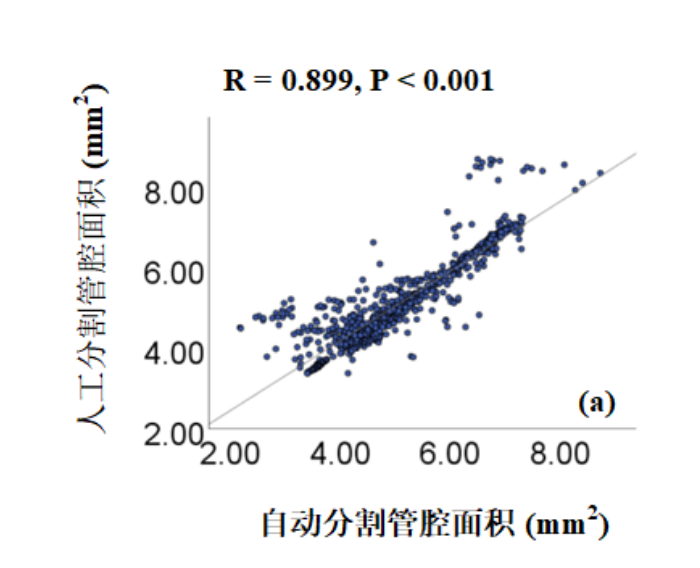 R = 0.899, P < 0.001
人工分割管腔面积 (mm²)
8.00
6.00
4.00
2.00
(a)
2.00 4.00 6.00 8.00
自动分割管腔面积 (mm²)